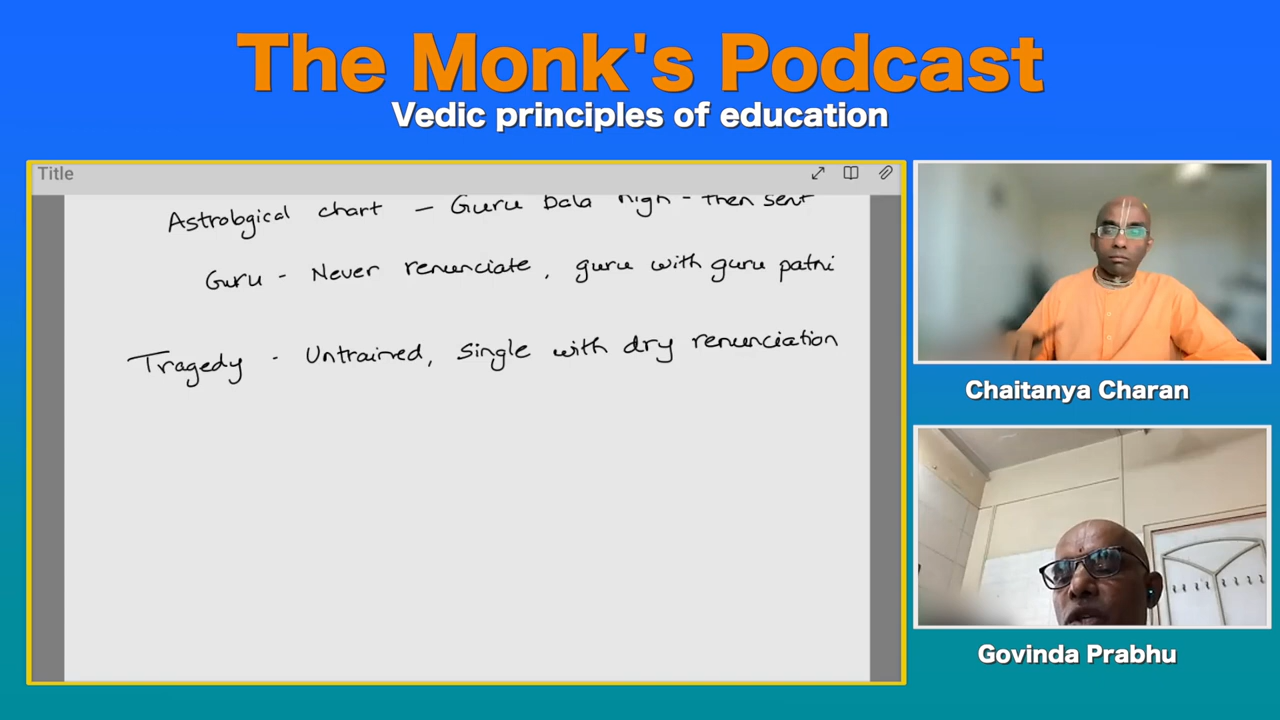 The Monk's Podcast
Vedic principles of education
Title
Astrological chart - Guru bala high - then sent
Guru - Never renunciate, guru with guru patni
Tragedy - Untrained, single with dry renunciation
Chaitanya Charan
Govinda Prabhu